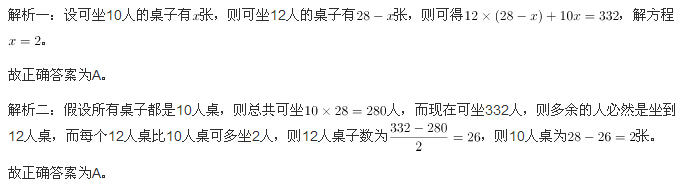 解析一：设可坐10人的桌子有x张，则可坐12人的桌子有28 − x张，则可得12 × (28 − x) + 10x = 332，解方程
x = 2。
故正确答案为A。
解析二：假设所有桌子都是10人桌，则总共可坐10 × 28 = 280人，而现在可坐332人，则多余的人必然是坐到
12人桌，而每个12人桌比10人桌可多坐2人，则12人桌子数为\frac{332 − 280}{2} = 26，则10人桌为28 − 26 = 2张。
故正确答案为A。